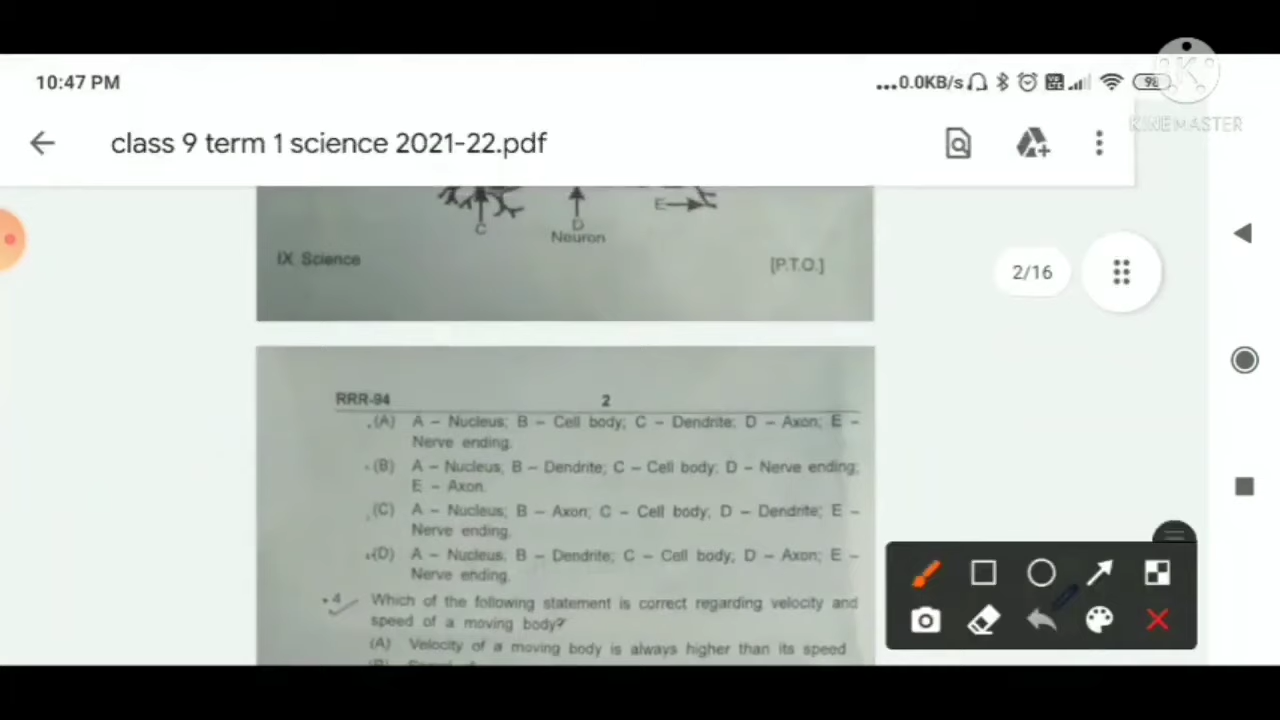 10:47 PM
...0.0KB/s
98
KINEMASTER
class 9 term 1 science 2021-22.pdf
C
D
E
Neuron
IX Science
[P.T.O.]
2/16
RRR-94
2
(A) A – Nucleus; B – Cell body; C – Dendrite; D – Axon; E –
Nerve ending.
(B) A – Nucleus, B – Dendrite; C – Cell body; D – Nerve ending;
E – Axon.
(C) A – Nucleus; B – Axon; C – Cell body, D – Dendrite; E –
Nerve ending.
(D) A – Nucleus; B – Dendrite; C – Cell body; D – Axon; E –
Nerve ending.
4 Which of the following statement is correct regarding velocity and
speed of a moving body?
(A) Velocity of a moving body is always higher than its speed